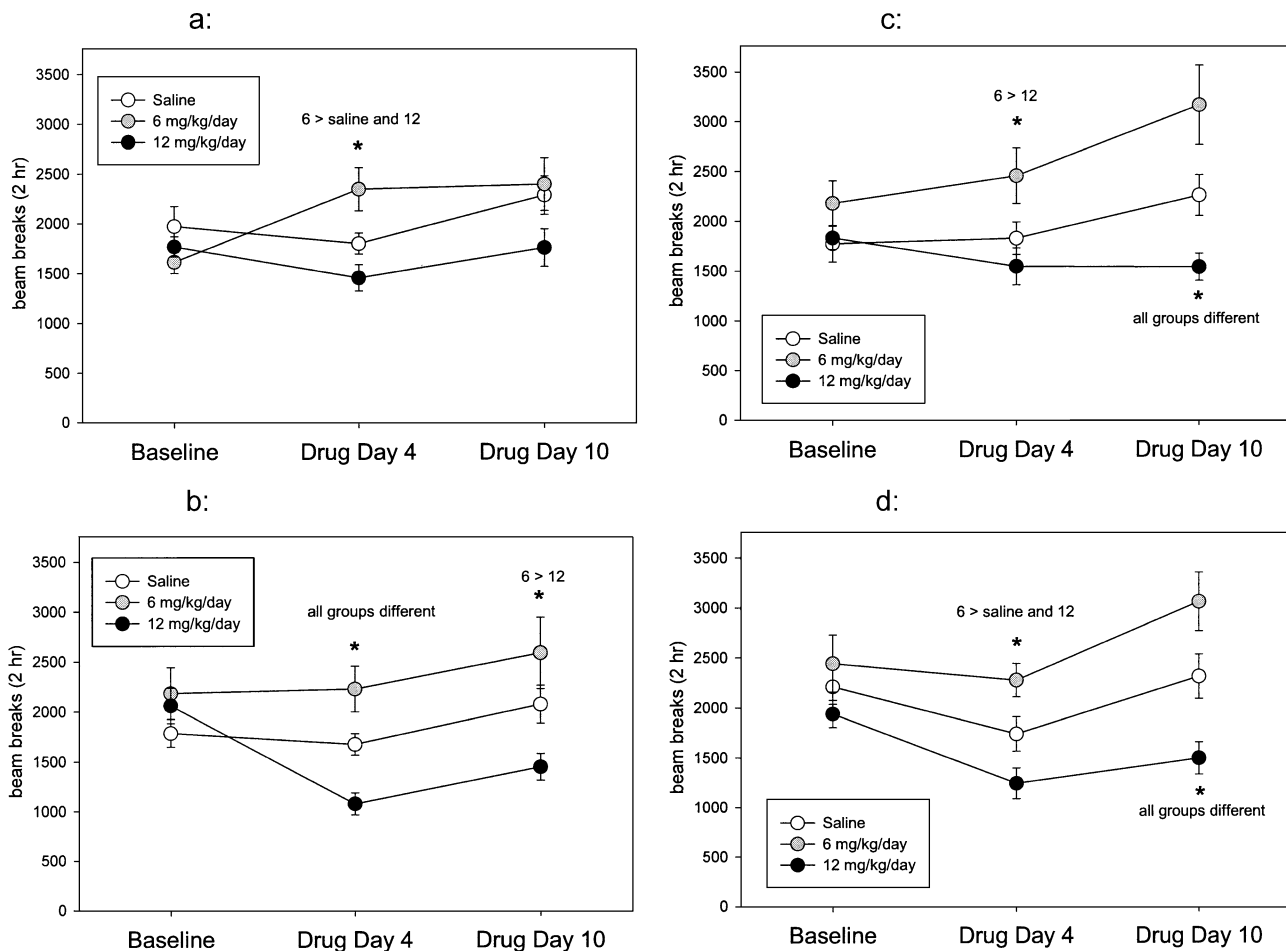 a:
beam breaks (2 hr)
3500
3000
2500
2000
1500
1000
500
0
Saline
6 mg/kg/day
12 mg/kg/day
6 > saline and 12
*
Baseline
Drug Day 4
Drug Day 10
c:
beam breaks (2 hr)
3500
3000
2500
2000
1500
1000
500
0
6 > 12
*
*
all groups different
Saline
6 mg/kg/day
12 mg/kg/day
Baseline
Drug Day 4
Drug Day 10
b:
beam breaks (2 hr)
3500
3000
2500
2000
1500
1000
500
0
Saline
6 mg/kg/day
12 mg/kg/day
all groups different
*
6 > 12
*
Baseline
Drug Day 4
Drug Day 10
d:
beam breaks (2 hr)
3500
3000
2500
2000
1500
1000
500
0
6 > saline and 12
*
*
all groups different
Saline
6 mg/kg/day
12 mg/kg/day
Baseline
Drug Day 4
Drug Day 10